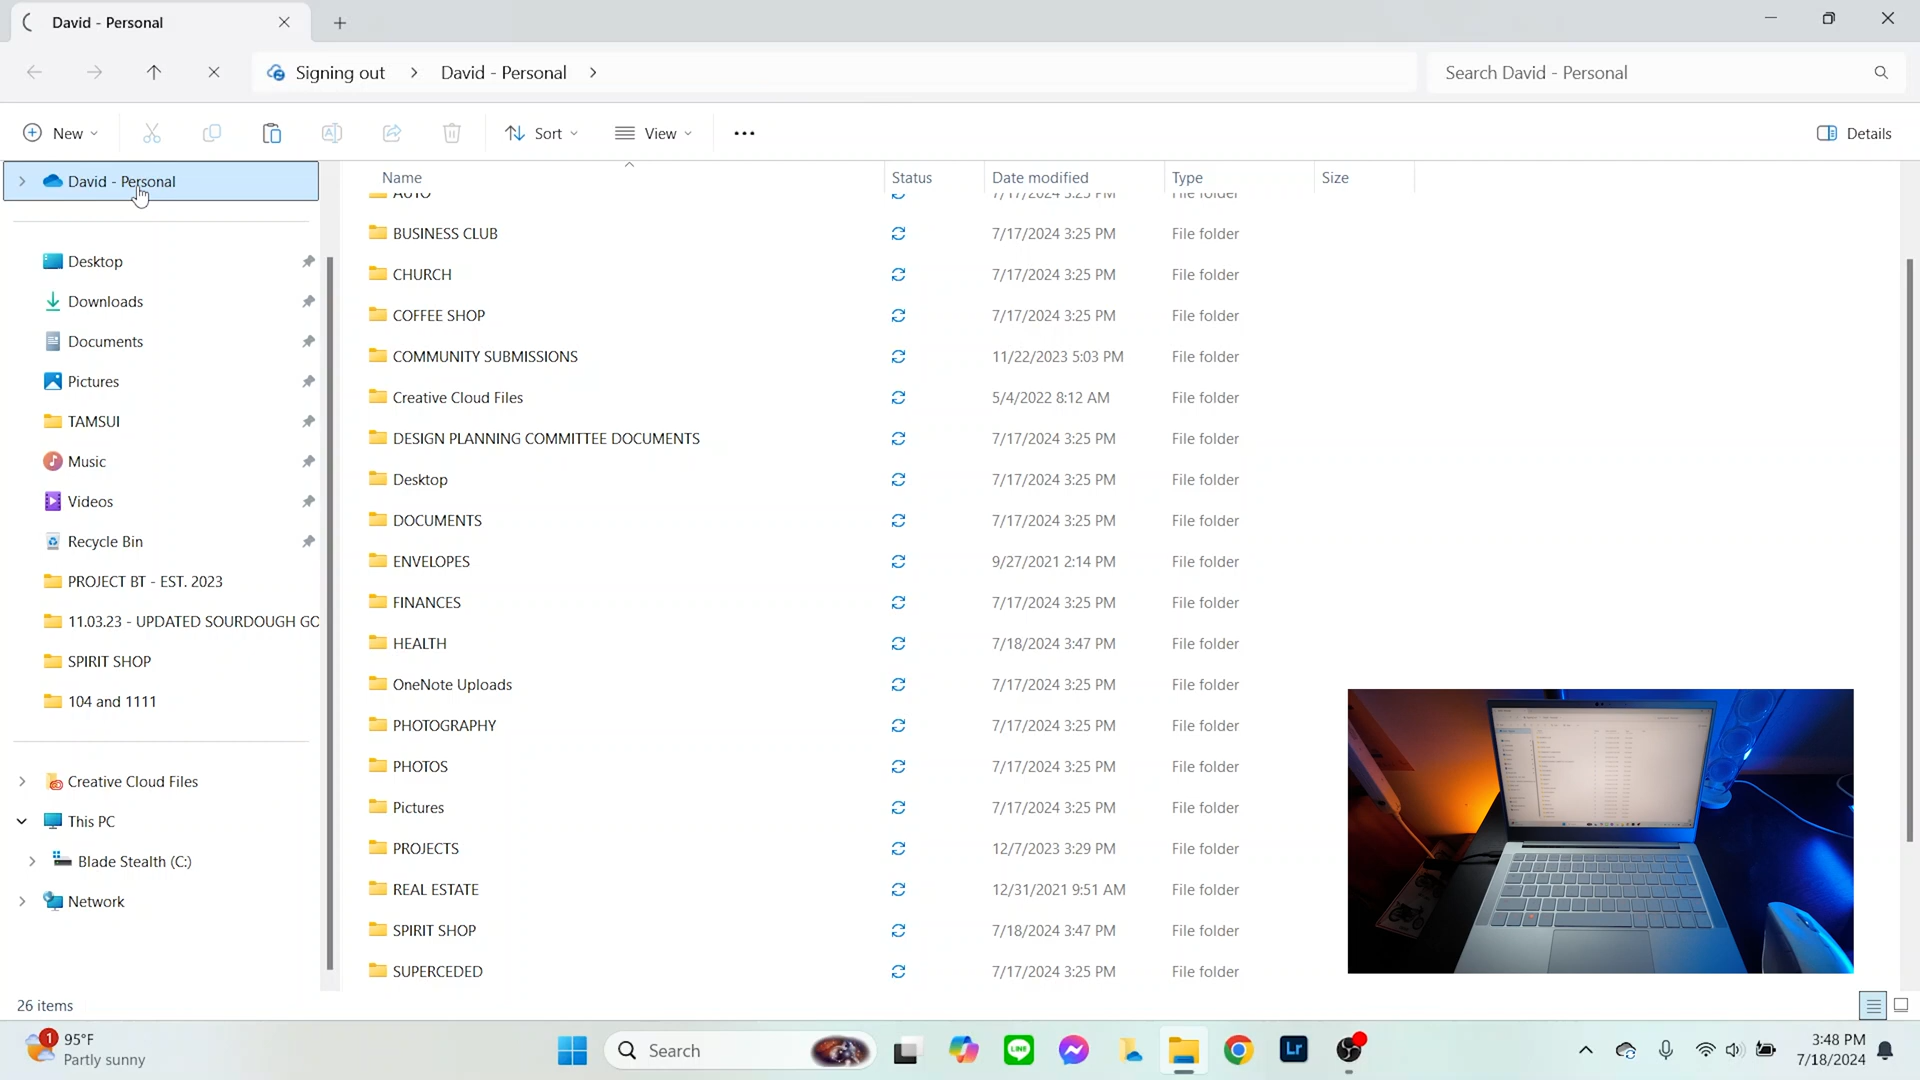 David - Personal
Signing out > David - Personal >
Search David - Personal
New
Sort
View
Details
David - Personal
Desktop
Downloads
Documents
Pictures
TAMSUI
Music
Videos
Recycle Bin
PROJECT BT - EST. 2023
11.03.23 - UPDATED SOURDOUGH GC
SPIRIT SHOP
104 and 1111
Creative Cloud Files
This PC
Blade Stealth (C:)
Network
Name Status Date modified Type Size
AUTO 7/17/2024 3:25 PM File folder
BUSINESS CLUB 7/17/2024 3:25 PM File folder
CHURCH 7/17/2024 3:25 PM File folder
COFFEE SHOP 7/17/2024 3:25 PM File folder
COMMUNITY SUBMISSIONS 11/22/2023 5:03 PM File folder
Creative Cloud Files 5/4/2022 8:12 AM File folder
DESIGN PLANNING COMMITTEE DOCUMENTS 7/17/2024 3:25 PM File folder
Desktop 7/17/2024 3:25 PM File folder
DOCUMENTS 7/17/2024 3:25 PM File folder
ENVELOPES 9/27/2021 2:14 PM File folder
FINANCES 7/17/2024 3:25 PM File folder
HEALTH 7/18/2024 3:47 PM File folder
OneNote Uploads 7/17/2024 3:25 PM File folder
PHOTOGRAPHY 7/17/2024 3:25 PM File folder
PHOTOS 7/17/2024 3:25 PM File folder
Pictures 7/17/2024 3:25 PM File folder
PROJECTS 12/7/2023 3:29 PM File folder
REAL ESTATE 12/31/2021 9:51 AM File folder
SPIRIT SHOP 7/18/2024 3:47 PM File folder
SUPERCEDED 7/17/2024 3:25 PM File folder
26 items
1
95°F
Partly sunny
Search
LINE
Lr
3:48 PM
7/18/2024